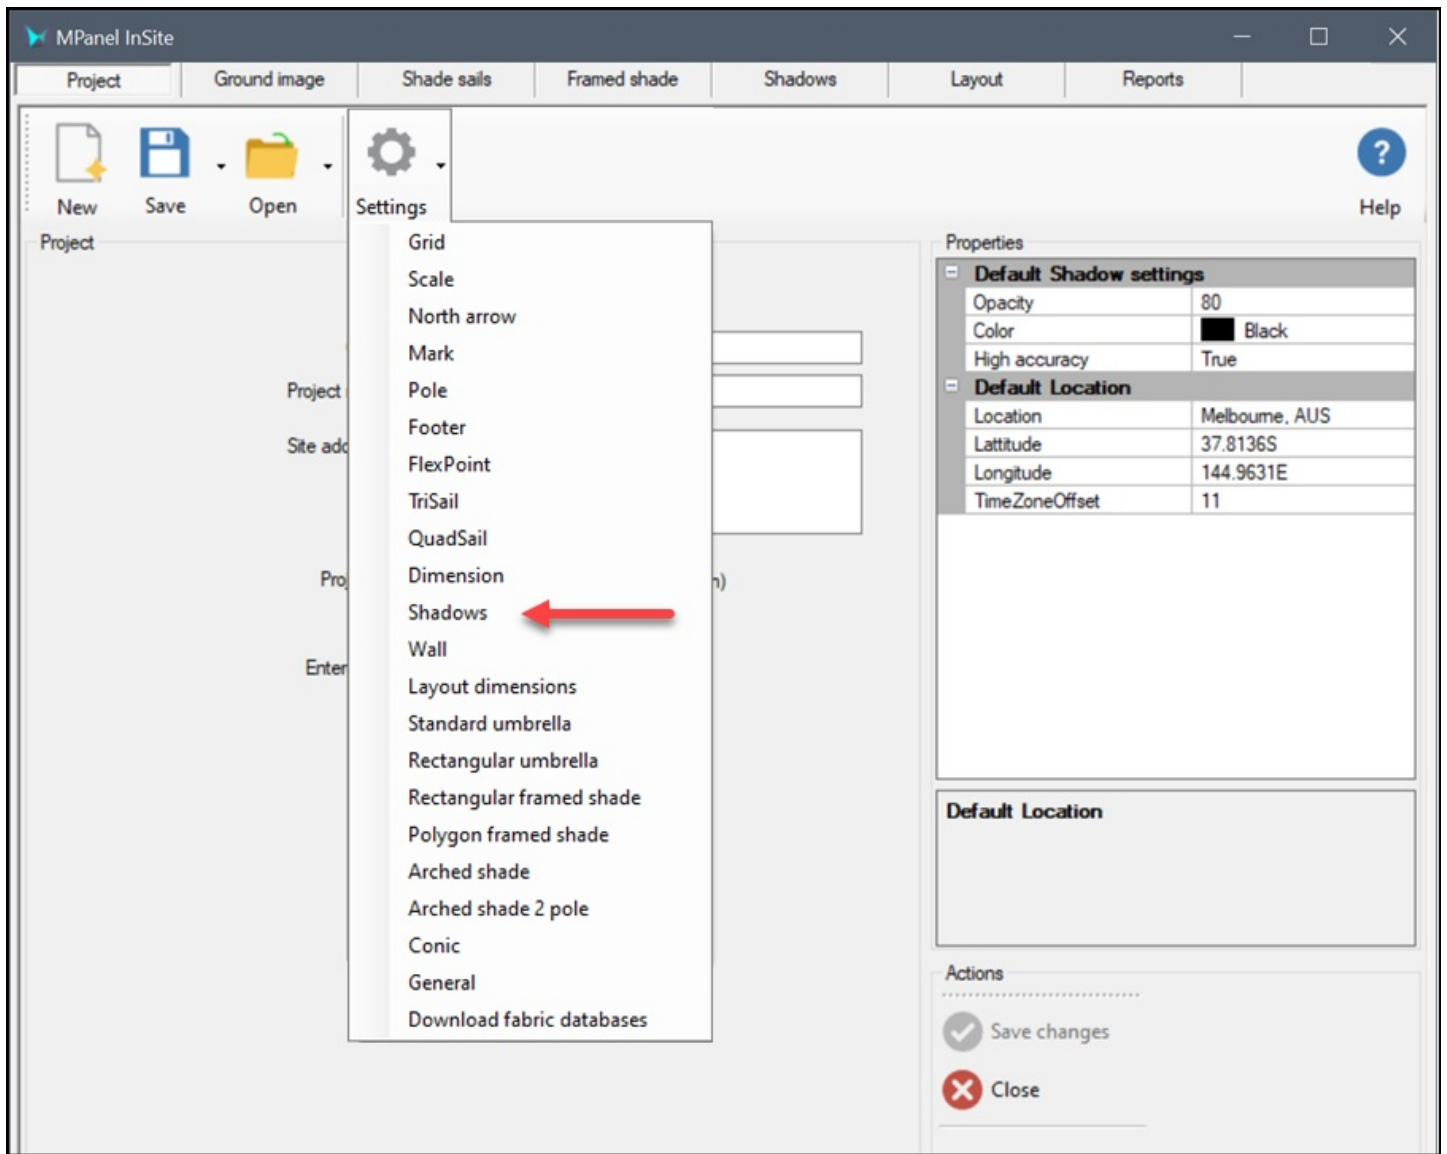 MPanel InSite
Project Ground image Shade sails Framed shade Shadows Layout Reports
New Save Open Settings Help
Project
Project
Site
Enter
Grid
Scale
North arrow
Mark
Pole
Footer
FlexPoint
TriSail
QuadSail
Dimension
Shadows
Wall
Layout dimensions
Standard umbrella
Rectangular umbrella
Rectangular framed shade
Polygon framed shade
Arched shade
Arched shade 2 pole
Conic
General
Download fabric databases
Properties
Default Shadow settings
Opacity 80
Color Black
High accuracy True
Default Location
Location Melbourne, AUS
Lattitude 37.8136S
Longitude 144.9631E
TimeZoneOffset 11
Default Location
Actions
Save changes
Close